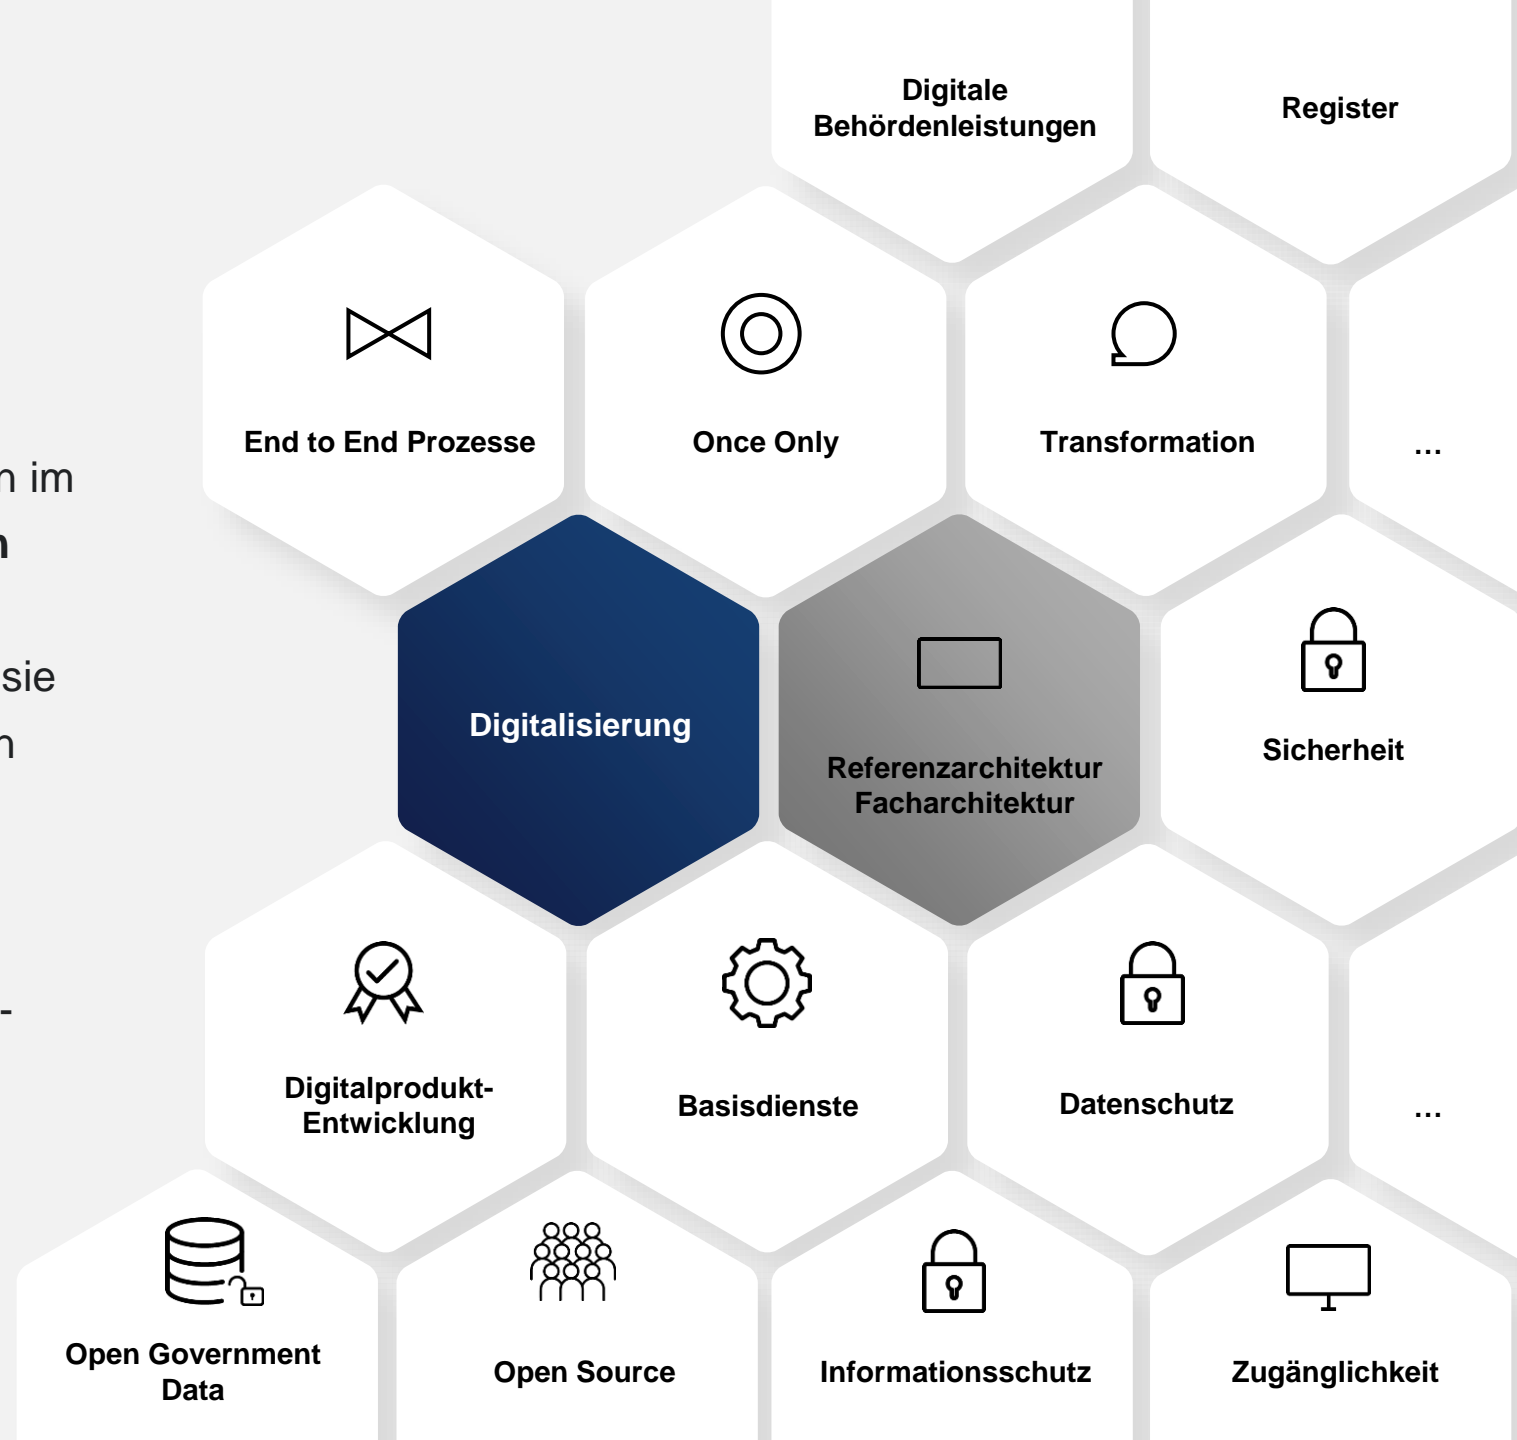 Digitale
Behördenleistungen
Register
End to End Prozesse
Once Only
Transformation
...
n im
n
sie
n
-
Digitalisierung
Referenzarchitektur
Facharchitektur
Sicherheit
Digitalprodukt-
Entwicklung
Basisdienste
Datenschutz
...
Open Government
Data
Open Source
Informationsschutz
Zugänglichkeit